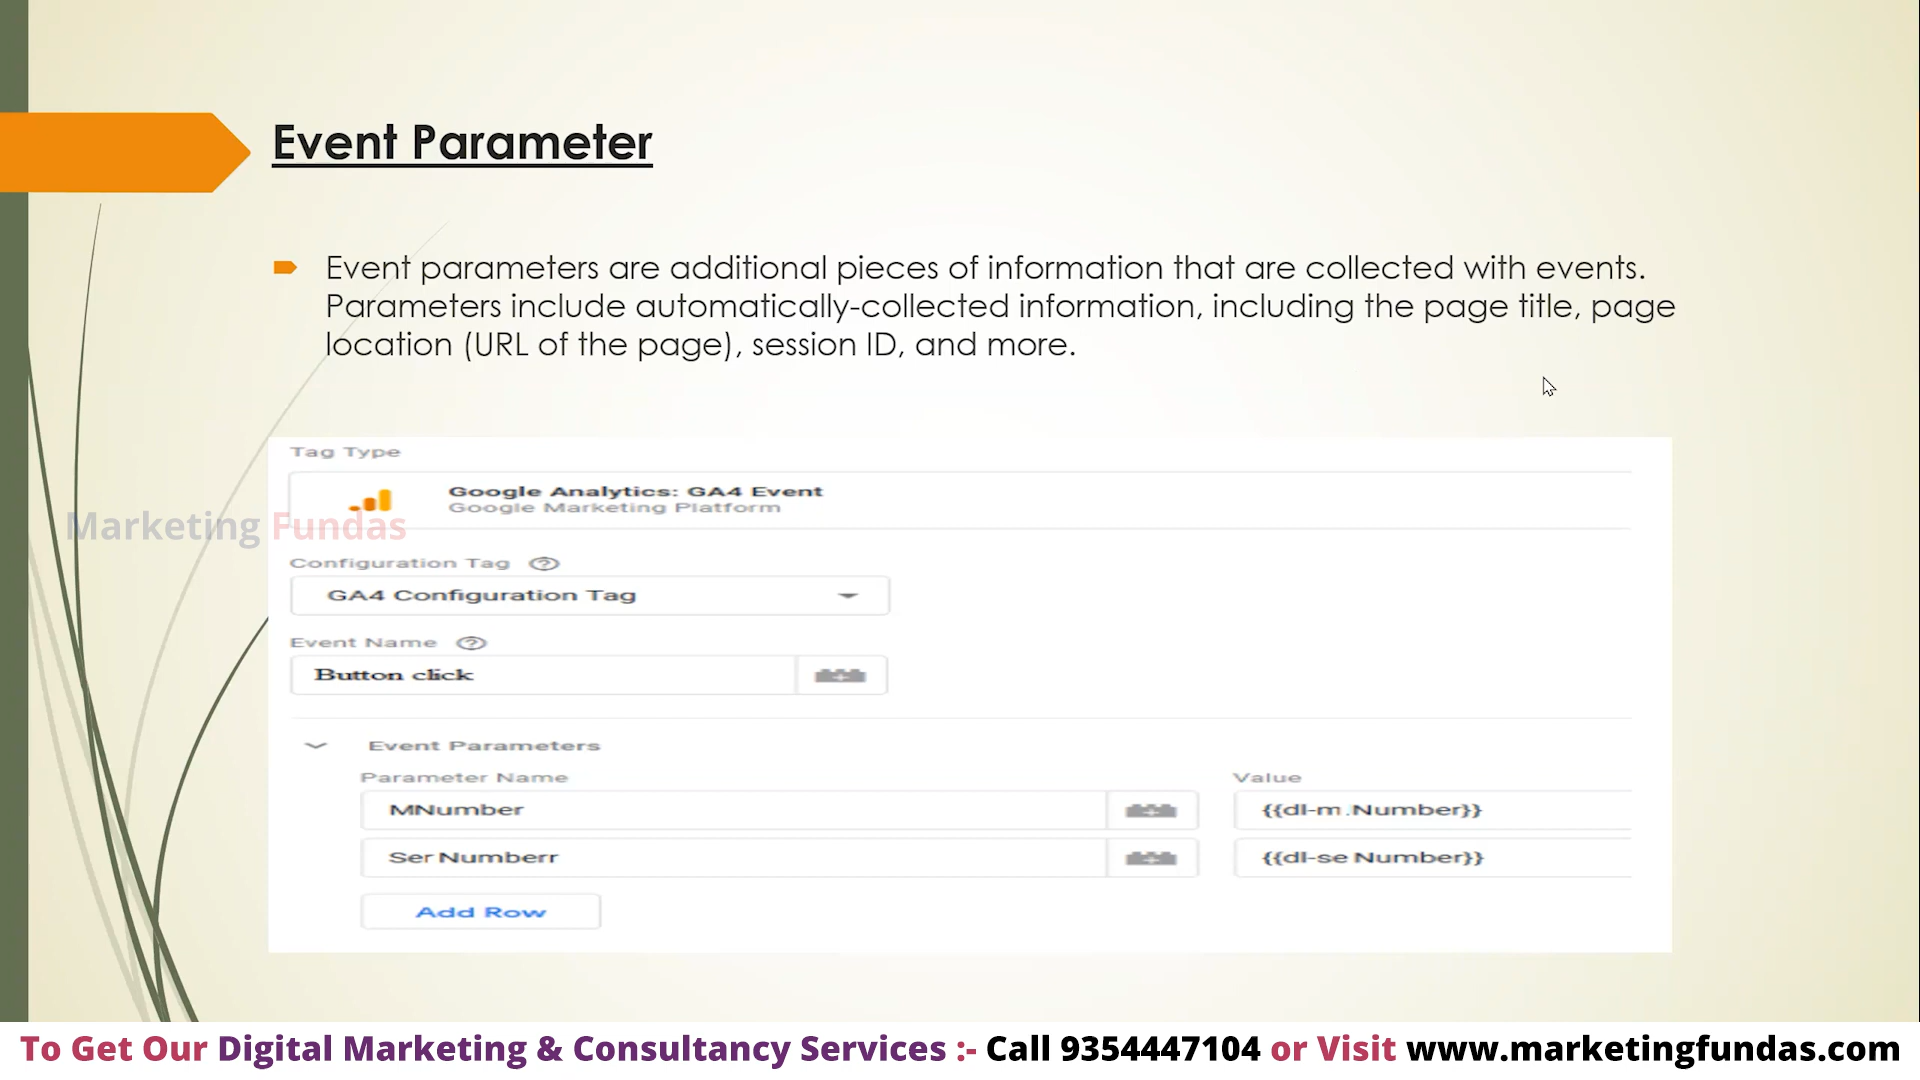 Event Parameter
Event parameters are additional pieces of information that are collected with events.
Parameters include automatically-collected information, including the page title, page
location (URL of the page), session ID, and more.
Tag Type
Google Analytics: GA4 Event
Google Marketing Platform
Marketing Fundas
Configuration Tag
GA4 Configuration Tag
Event Name
Button click
Event Parameters
Parameter Name Value
MNumber {{dl-m.Number}}
Ser Numberr {{dl-se Number}}
Add Row
To Get Our Digital Marketing & Consultancy Services :- Call 9354447104 or Visit www.marketingfundas.com